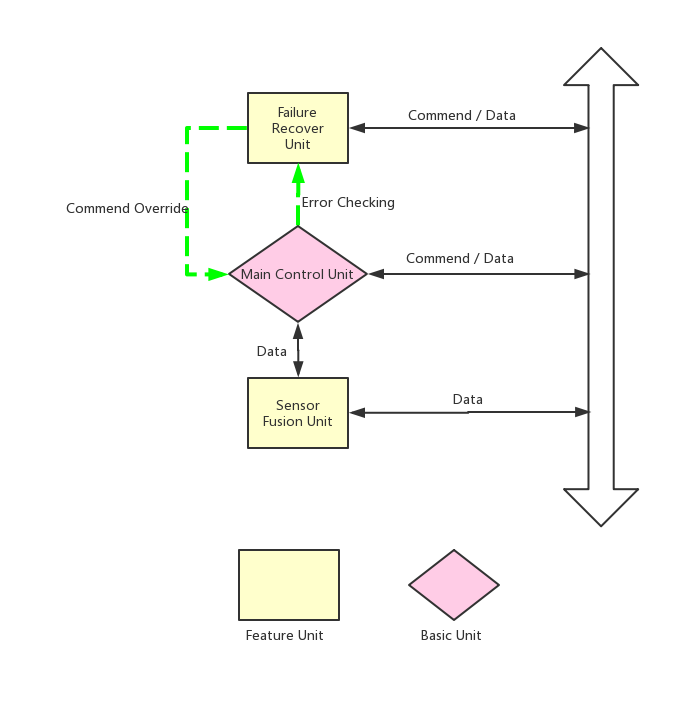 Failure
Recover
Unit
Commend / Data
Commend Override
Error Checking
Main Control Unit
Commend / Data
Data
Sensor
Fusion Unit
Data
Feature Unit
Basic Unit